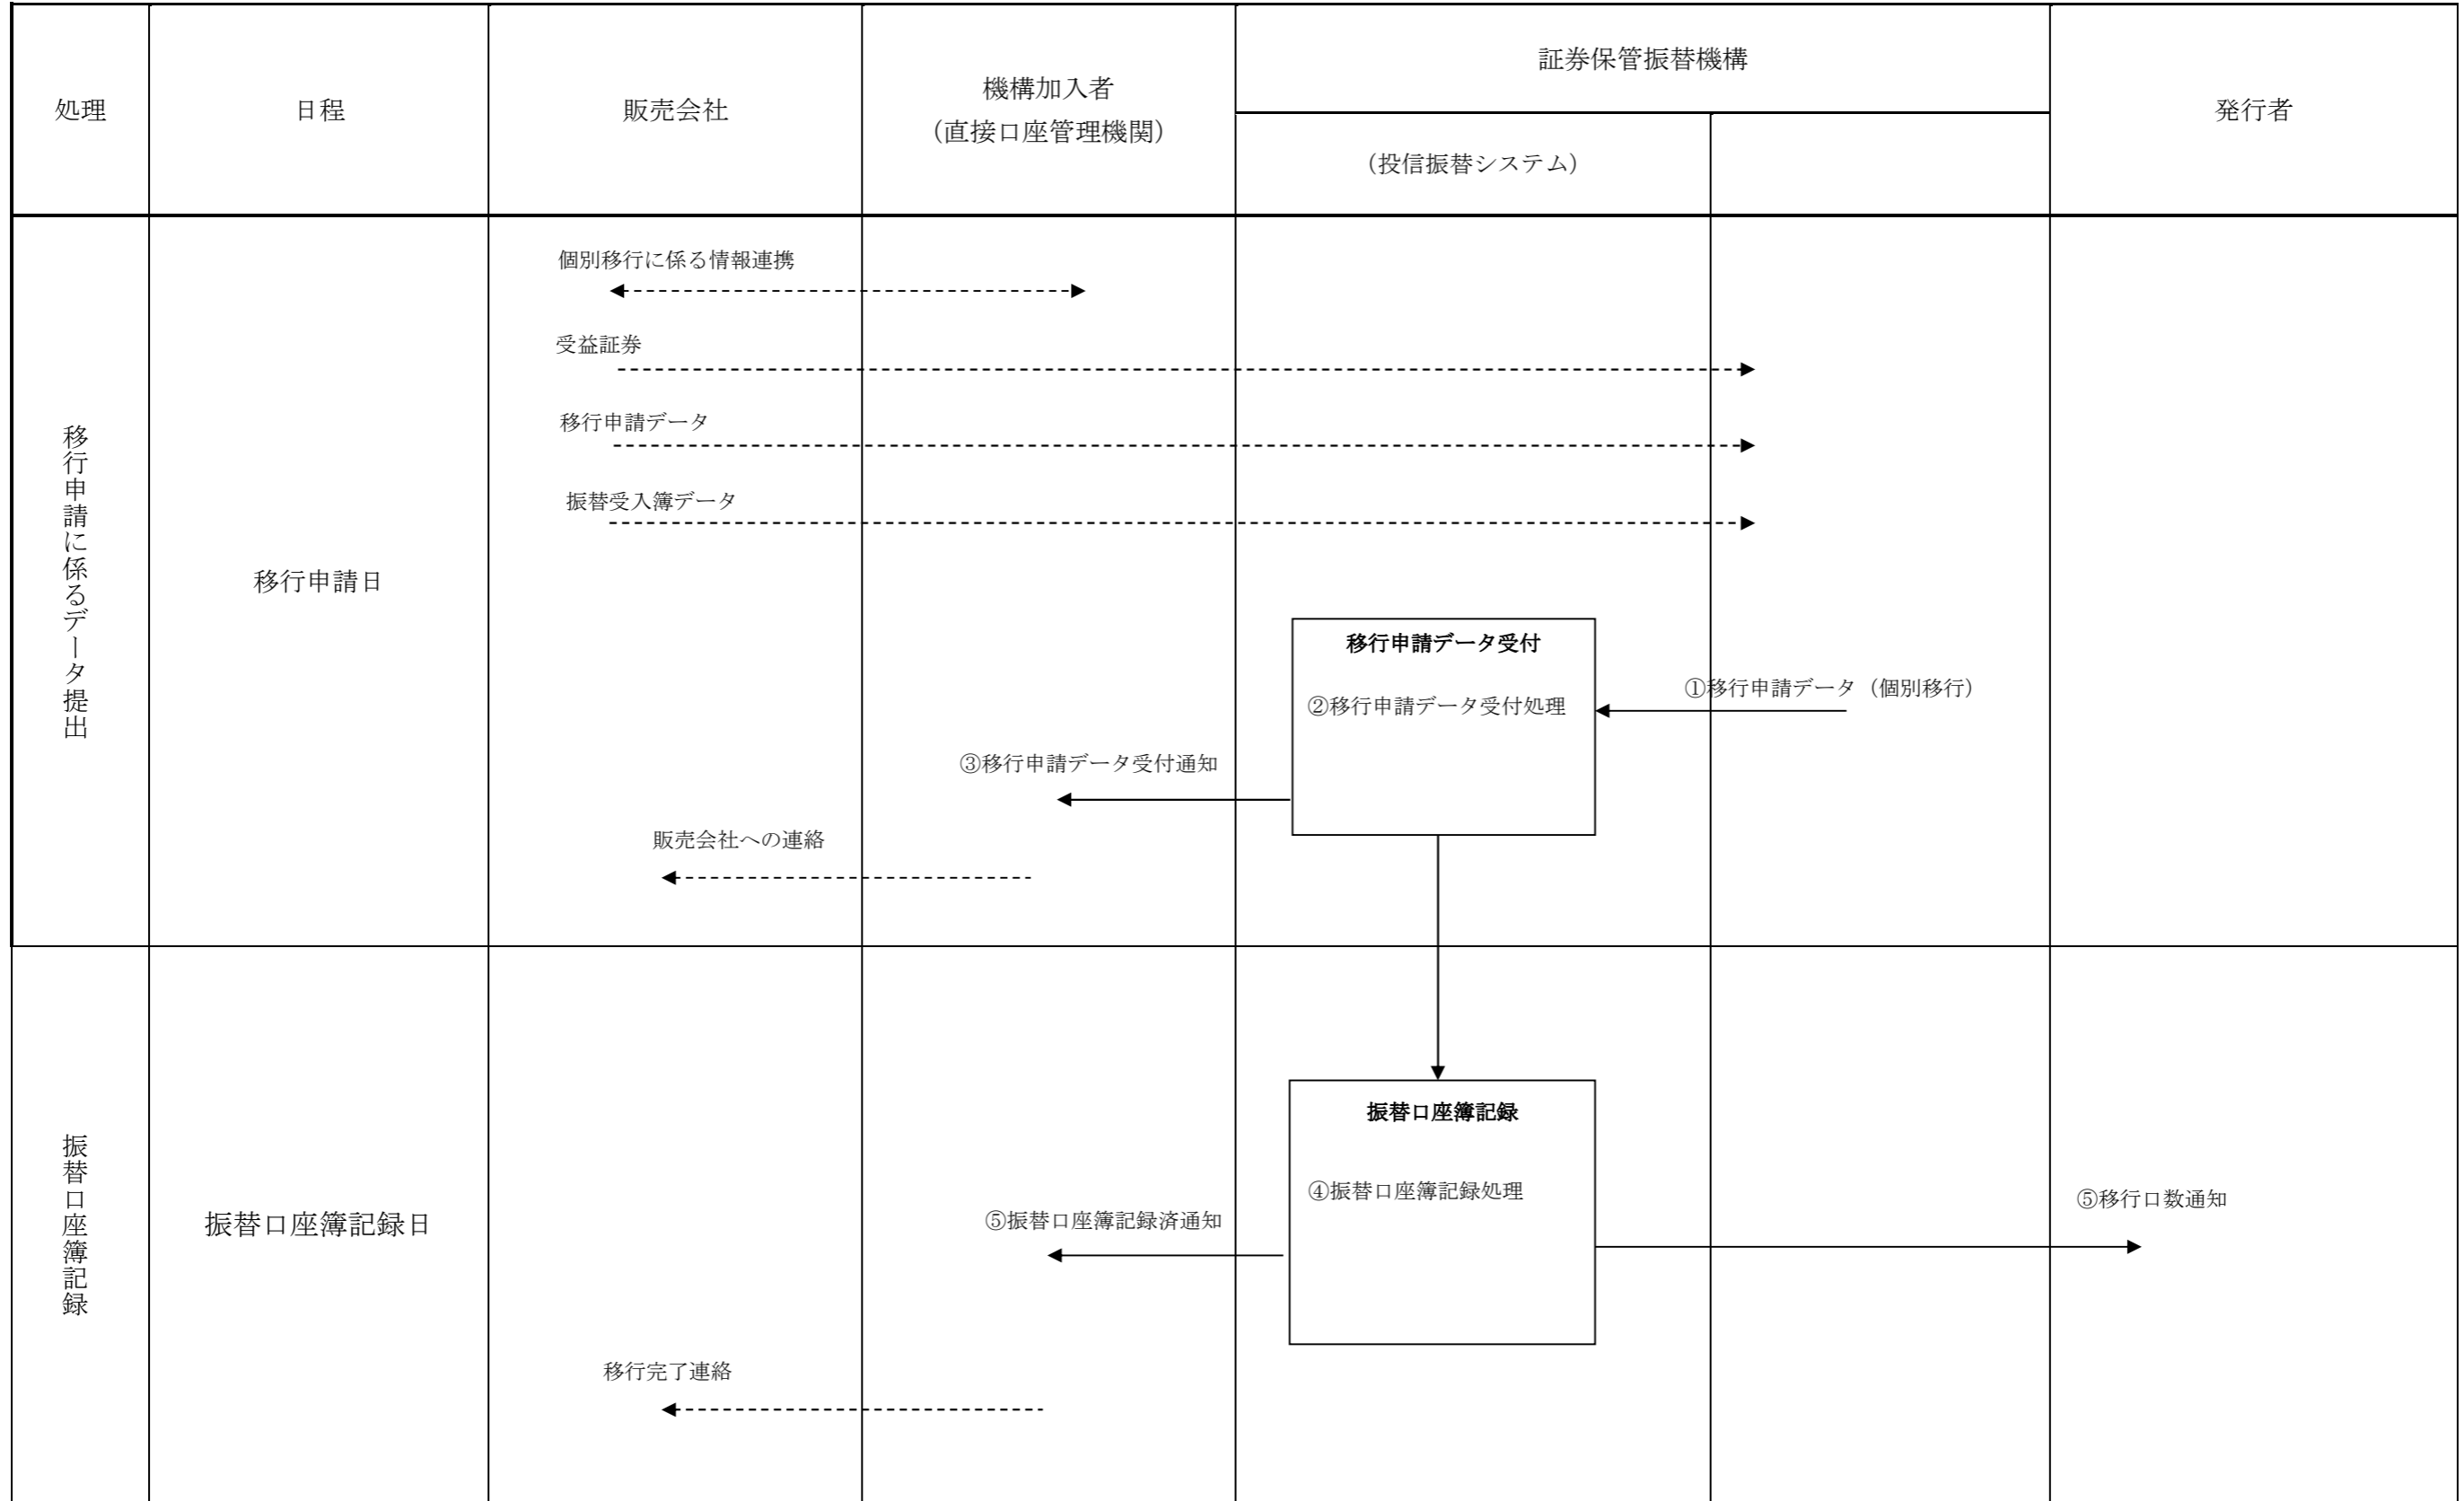 処理
日程
販売会社
機構加入者
（直接口座管理機関）
証券保管振替機構
（投信振替システム）
発行者
移行申請に係るデータ提出
移行申請日
個別移行に係る情報連携
受益証券
移行申請データ
振替受入簿データ
移行申請データ受付
①移行申請データ（個別移行）
②移行申請データ受付処理
③移行申請データ受付通知
販売会社への連絡
振替口座簿記録
振替口座簿記録日
振替口座簿記録
④振替口座簿記録処理
⑤振替口座簿記録済通知
⑤移行口数通知
移行完了連絡